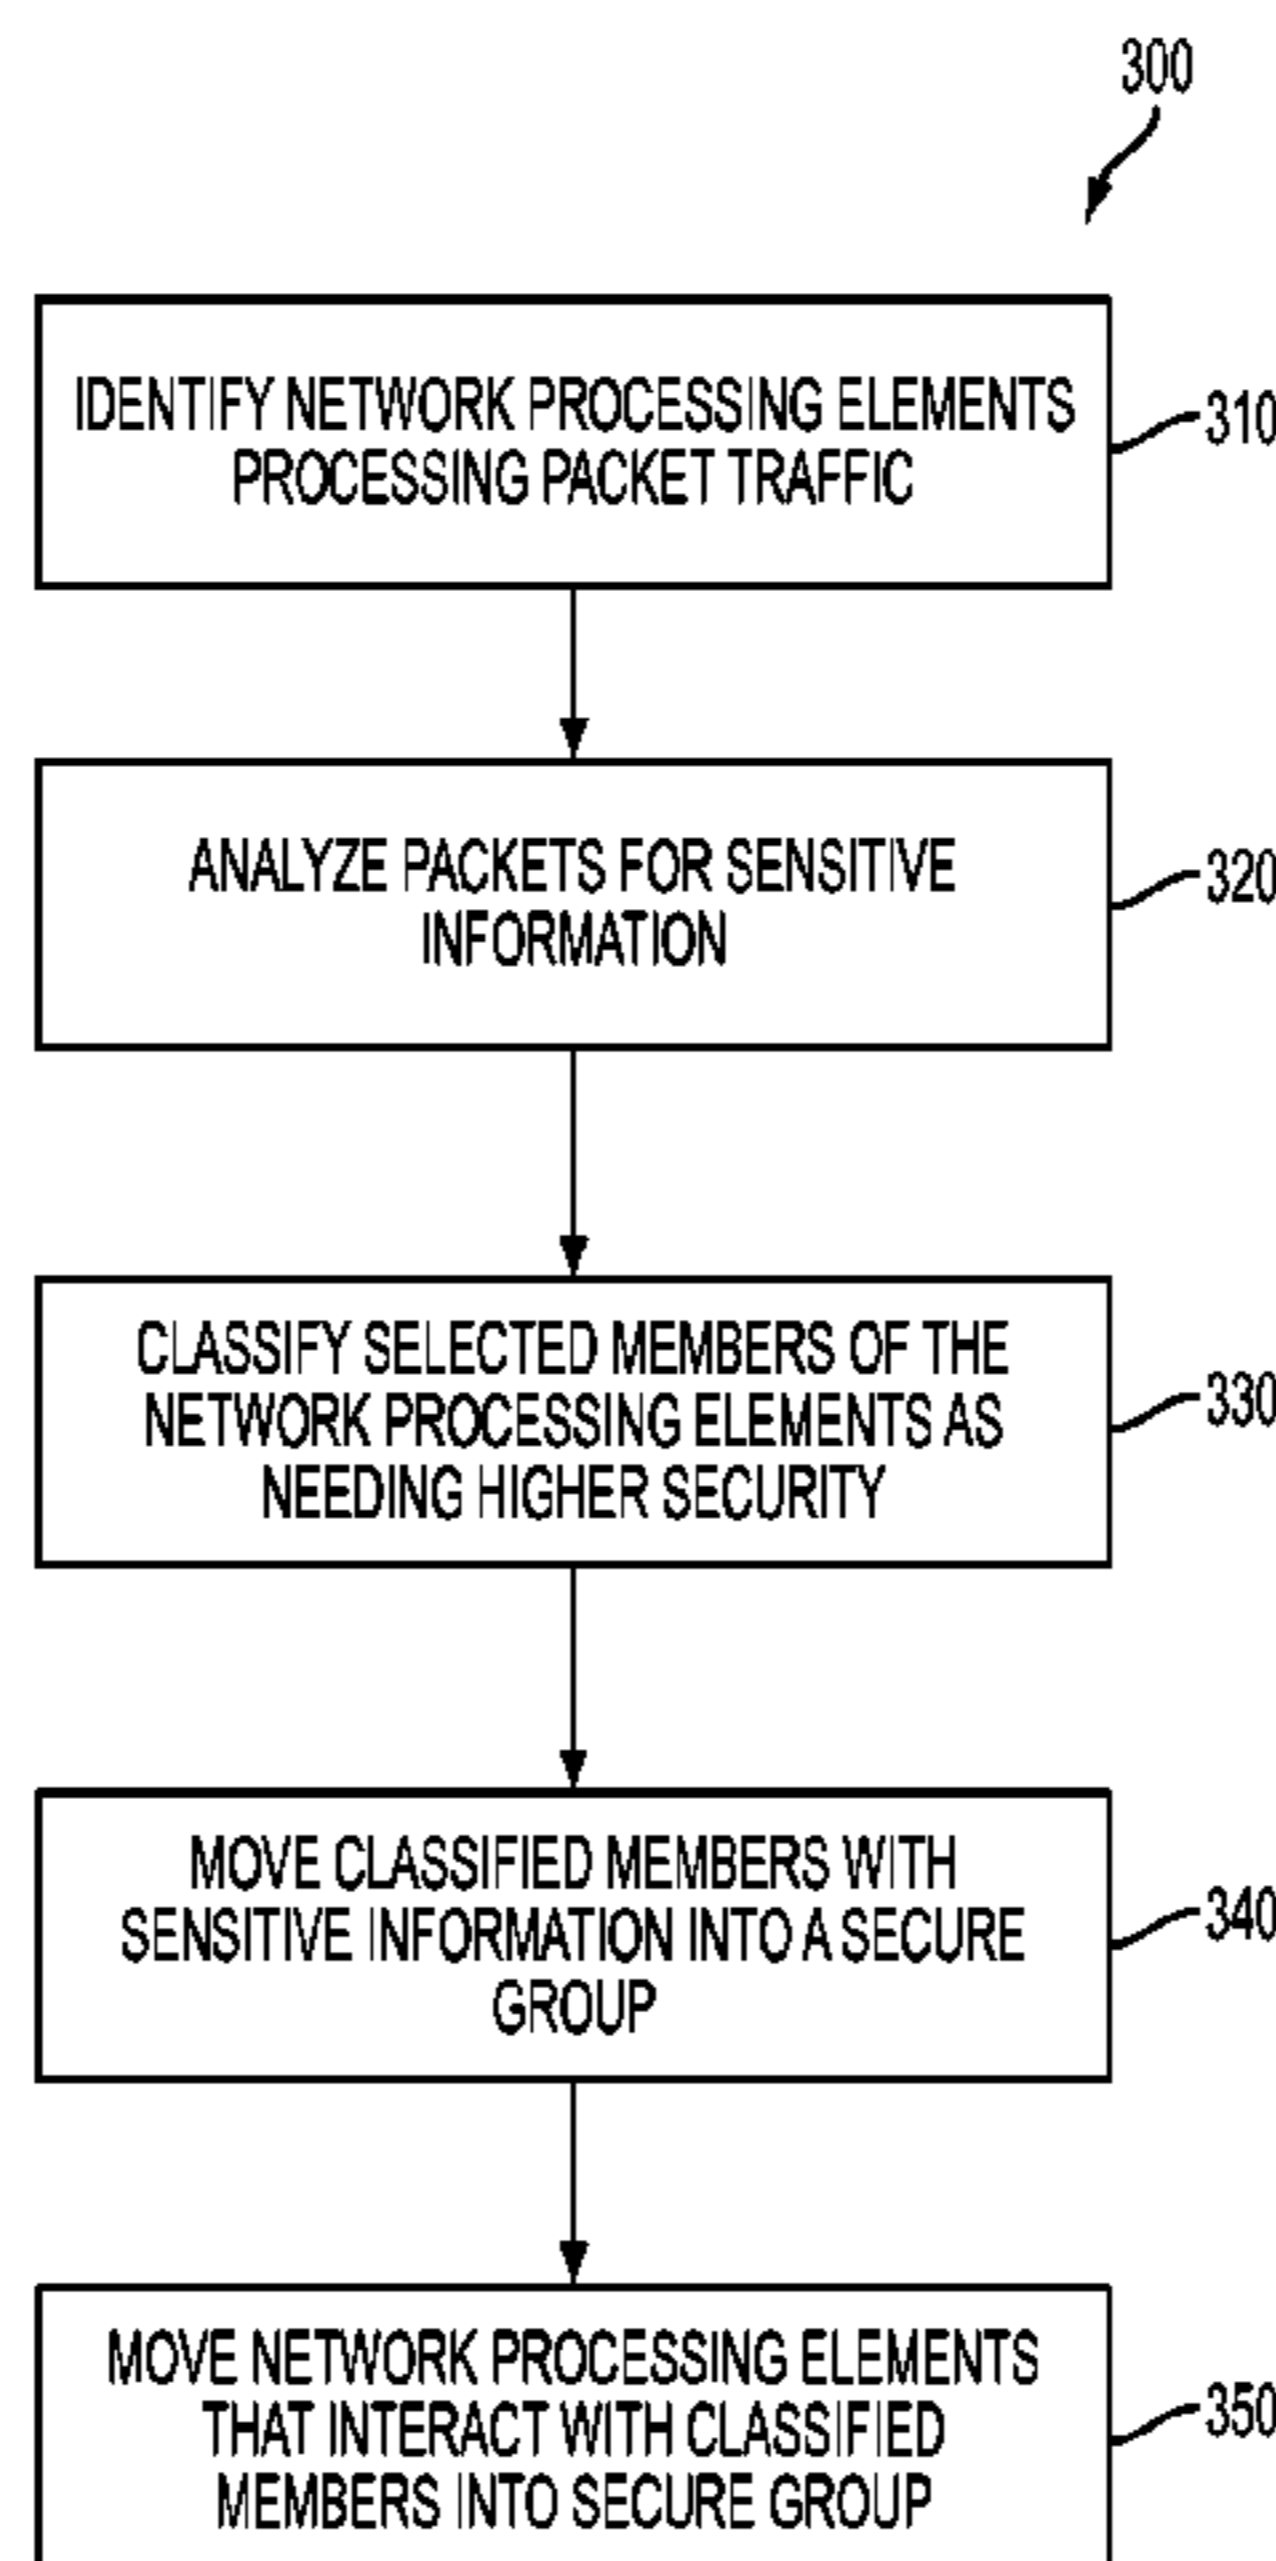 300
IDENTIFY NETWORK PROCESSING ELEMENTS
PROCESSING PACKET TRAFFIC
310
ANALYZE PACKETS FOR SENSITIVE
INFORMATION
320
CLASSIFY SELECTED MEMBERS OF THE
NETWORK PROCESSING ELEMENTS AS
NEEDING HIGHER SECURITY
330
MOVE CLASSIFIED MEMBERS WITH
SENSITIVE INFORMATION INTO A SECURE
GROUP
340
MOVE NETWORK PROCESSING ELEMENTS
THAT INTERACT WITH CLASSIFIED
MEMBERS INTO SECURE GROUP
350